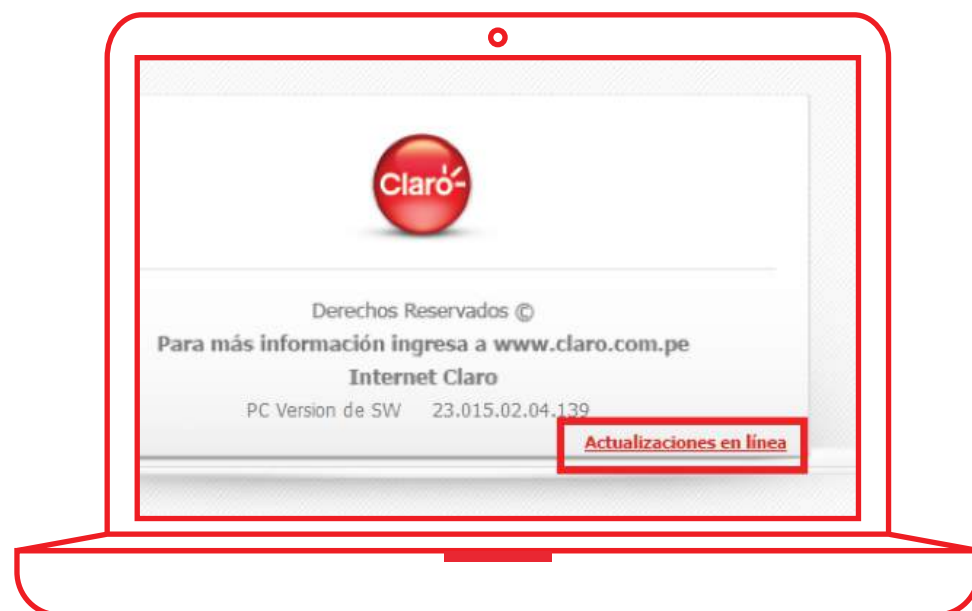 Claro
Derechos Reservados ©
Para más información ingresa a www.claro.com.pe
Internet Claro
PC Version de SW 23.015.02.04.139
Actualizaciones en línea